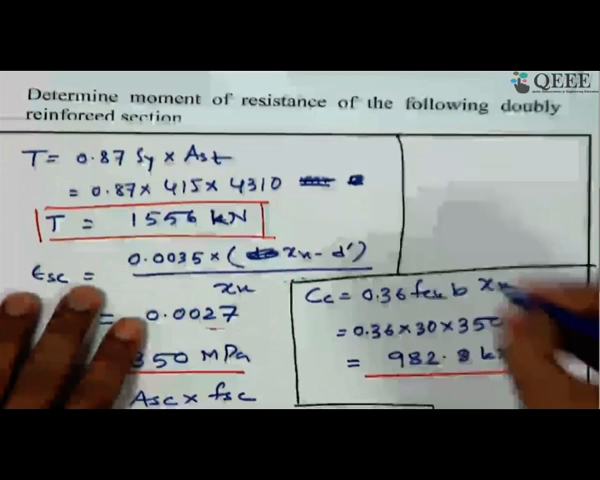 QEEE
Determine moment of resistance of the following doubly
reinforced section
T = 0.87 fy × Ast
= 0.87 × 415 × 4310
T = 1556 kN
εsc = 0.0035 × ( xu - d')
xu
= 0.0027
350 MPa
Asc × fsc
Cc = 0.36 fck b xu
= 0.36 × 30 × 350
= 982.8 k